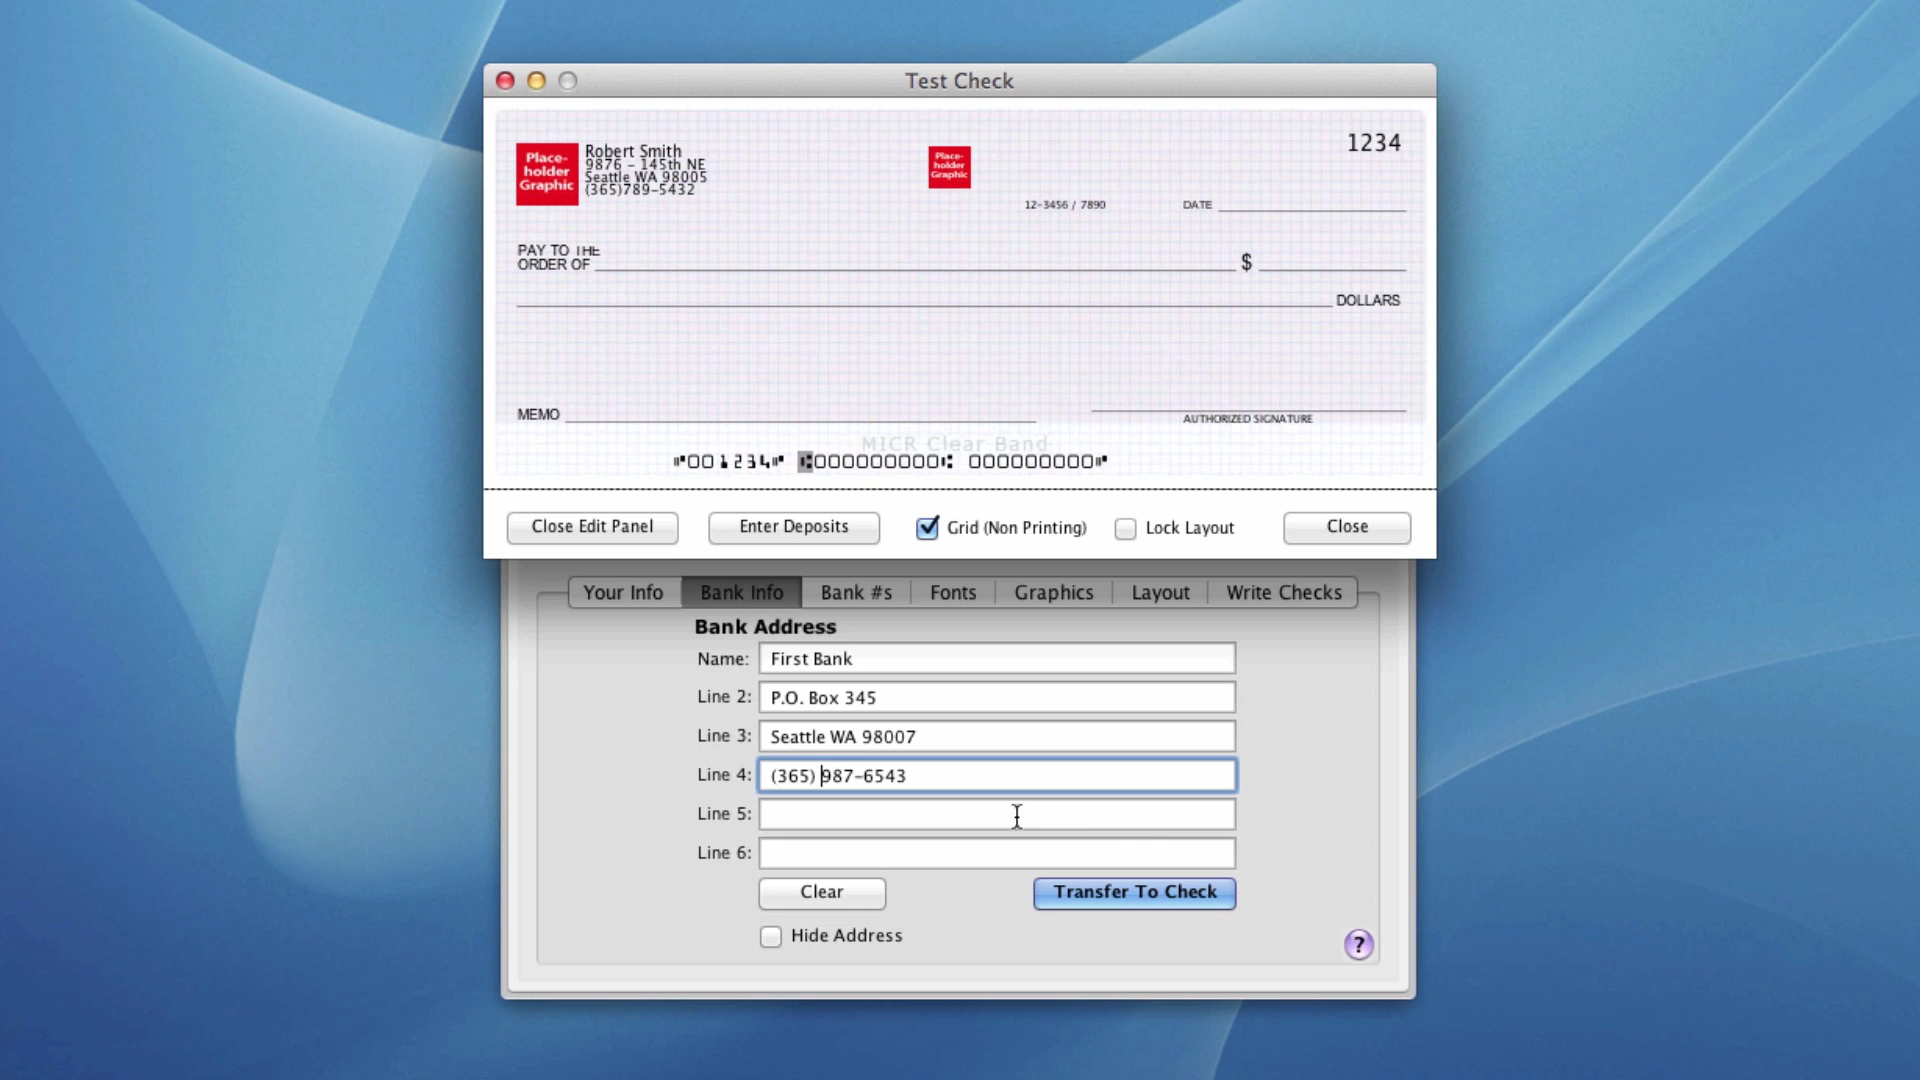 Test Check
1234
Place-
holder
Graphic
Robert Smith
9876 - 145th NE
Seattle WA 98005
(365)789-5432
Place-
holder
Graphic
12-3456 / 7890
DATE
PAY TO THE
ORDER OF
$
DOLLARS
MEMO
AUTHORIZED SIGNATURE
MICR Clear Band
⑈001234⑈ ⑆000000000⑆ 000000000⑈
Close Edit Panel
Enter Deposits
Grid (Non Printing)
Lock Layout
Close
Your Info
Bank Info
Bank #s
Fonts
Graphics
Layout
Write Checks
Bank Address
Name: First Bank
Line 2: P.O. Box 345
Line 3: Seattle WA 98007
Line 4: (365) 987-6543
Line 5:
Line 6:
Clear
Transfer To Check
Hide Address
?